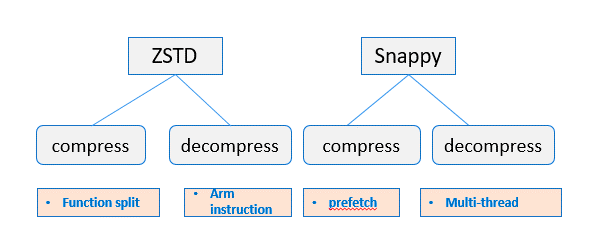 ZSTD Snappy
compress decompress compress decompress
• Function split • Arm • prefetch • Multi-thread
instruction